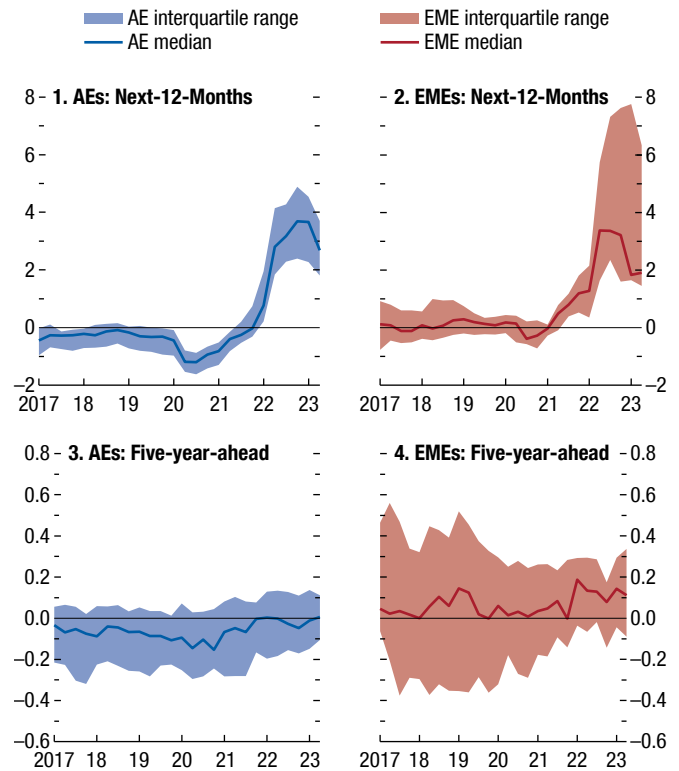 AE interquartile range
AE median
EME interquartile range
EME median
1. AEs: Next-12-Months
8
6
4
2
0
–2
2017 18 19 20 21 22 23
2. EMEs: Next-12-Months
8
6
4
2
0
–2
2017 18 19 20 21 22 23
3. AEs: Five-year-ahead
0.8
0.6
0.4
0.2
0.0
–0.2
–0.4
–0.6
2017 18 19 20 21 22 23
4. EMEs: Five-year-ahead
0.8
0.6
0.4
0.2
0.0
–0.2
–0.4
–0.6
2017 18 19 20 21 22 23